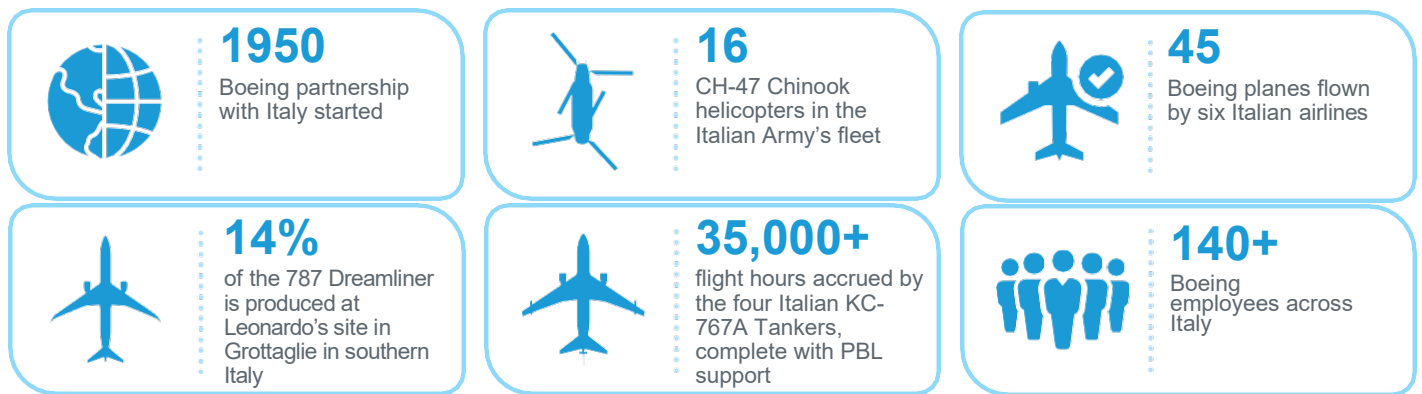 1950
Boeing partnership
with Italy started
16
CH-47 Chinook
helicopters in the
Italian Army’s fleet
45
Boeing planes flown
by six Italian airlines
14%
of the 787 Dreamliner
is produced at
Leonardo’s site in
Grottaglie in southern
Italy
35,000+
flight hours accrued by
the four Italian KC-
767A Tankers,
complete with PBL
support
140+
Boeing
employees across
Italy